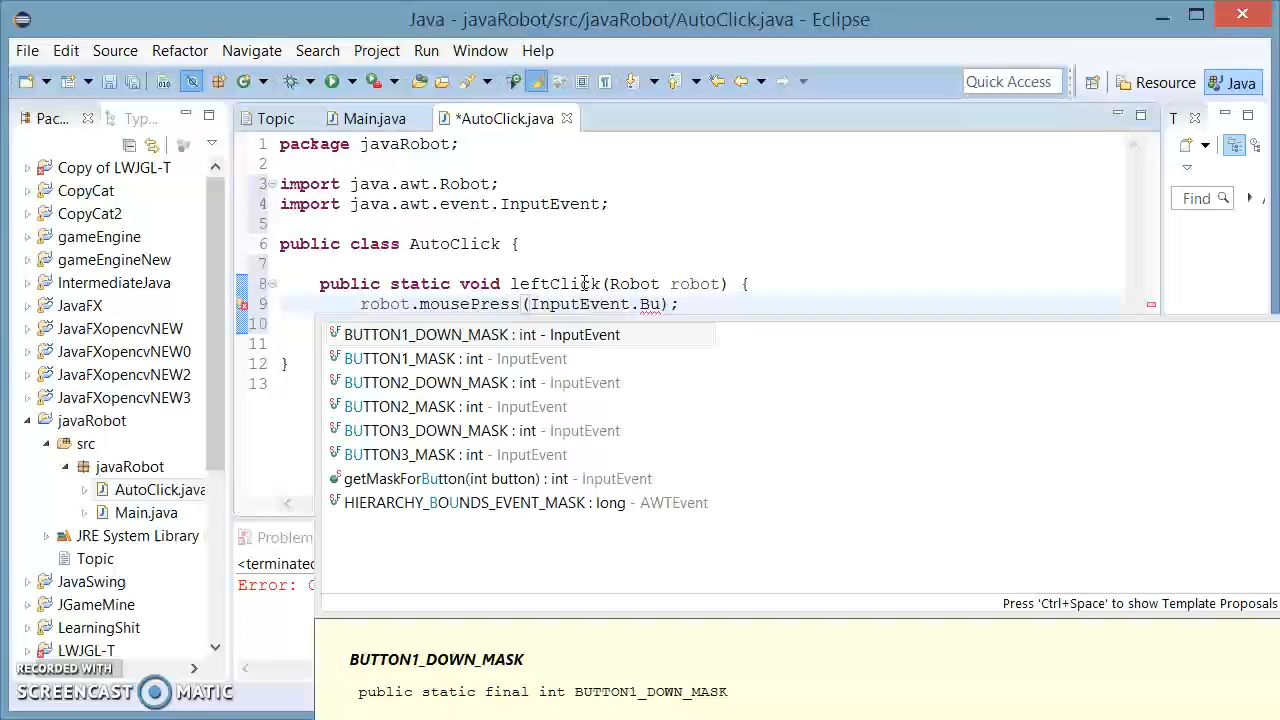 Java - javaRobot/src/javaRobot/AutoClick.java - Eclipse
File Edit Source Refactor Navigate Search Project Run Window Help
Quick Access Resource Java
Pac... Typ... Topic Main.java *AutoClick.java T
Copy of LWJGL-T
CopyCat
CopyCat2
gameEngine
gameEngineNew
IntermediateJava
JavaFX
JavaFXopencvNEW
JavaFXopencvNEW0
JavaFXopencvNEW2
JavaFXopencvNEW3
javaRobot
src
javaRobot
AutoClick.java
Main.java
JRE System Library
Topic
JavaSwing
JGameMine
LearningShit
LWJGL-T
RECORDED WITH
SCREENCAST MATIC
1 package javaRobot;
2
3 import java.awt.Robot;
4 import java.awt.event.InputEvent;
5
6 public class AutoClick {
7
8 public static void leftClick(Robot robot) {
9 robot.mousePress(InputEvent.Bu);
10
11
12 }
13
BUTTON1_DOWN_MASK : int - InputEvent
BUTTON1_MASK : int - InputEvent
BUTTON2_DOWN_MASK : int - InputEvent
BUTTON2_MASK : int - InputEvent
BUTTON3_DOWN_MASK : int - InputEvent
BUTTON3_MASK : int - InputEvent
getMaskForButton(int button) : int - InputEvent
HIERARCHY_BOUNDS_EVENT_MASK : long - AWTEvent
Press 'Ctrl+Space' to show Template Proposals
BUTTON1_DOWN_MASK
public static final int BUTTON1_DOWN_MASK
Problem
<terminated
Error:
Find